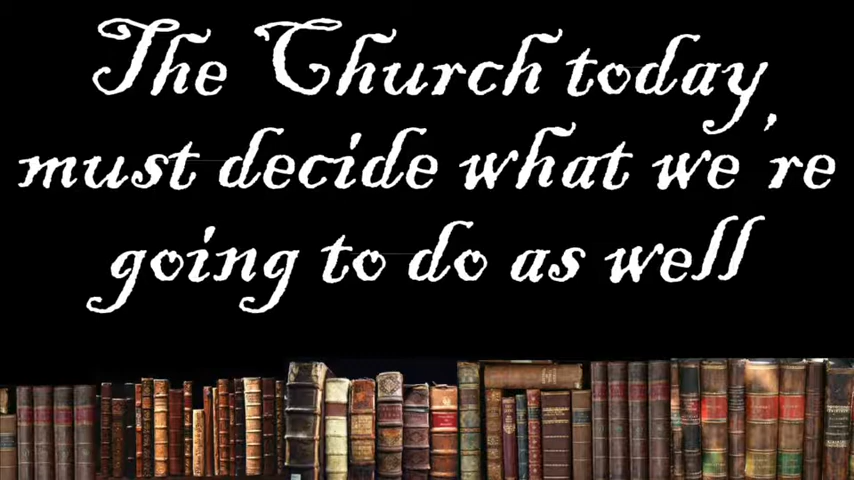 The Church today,
must decide what we're
going to do as well